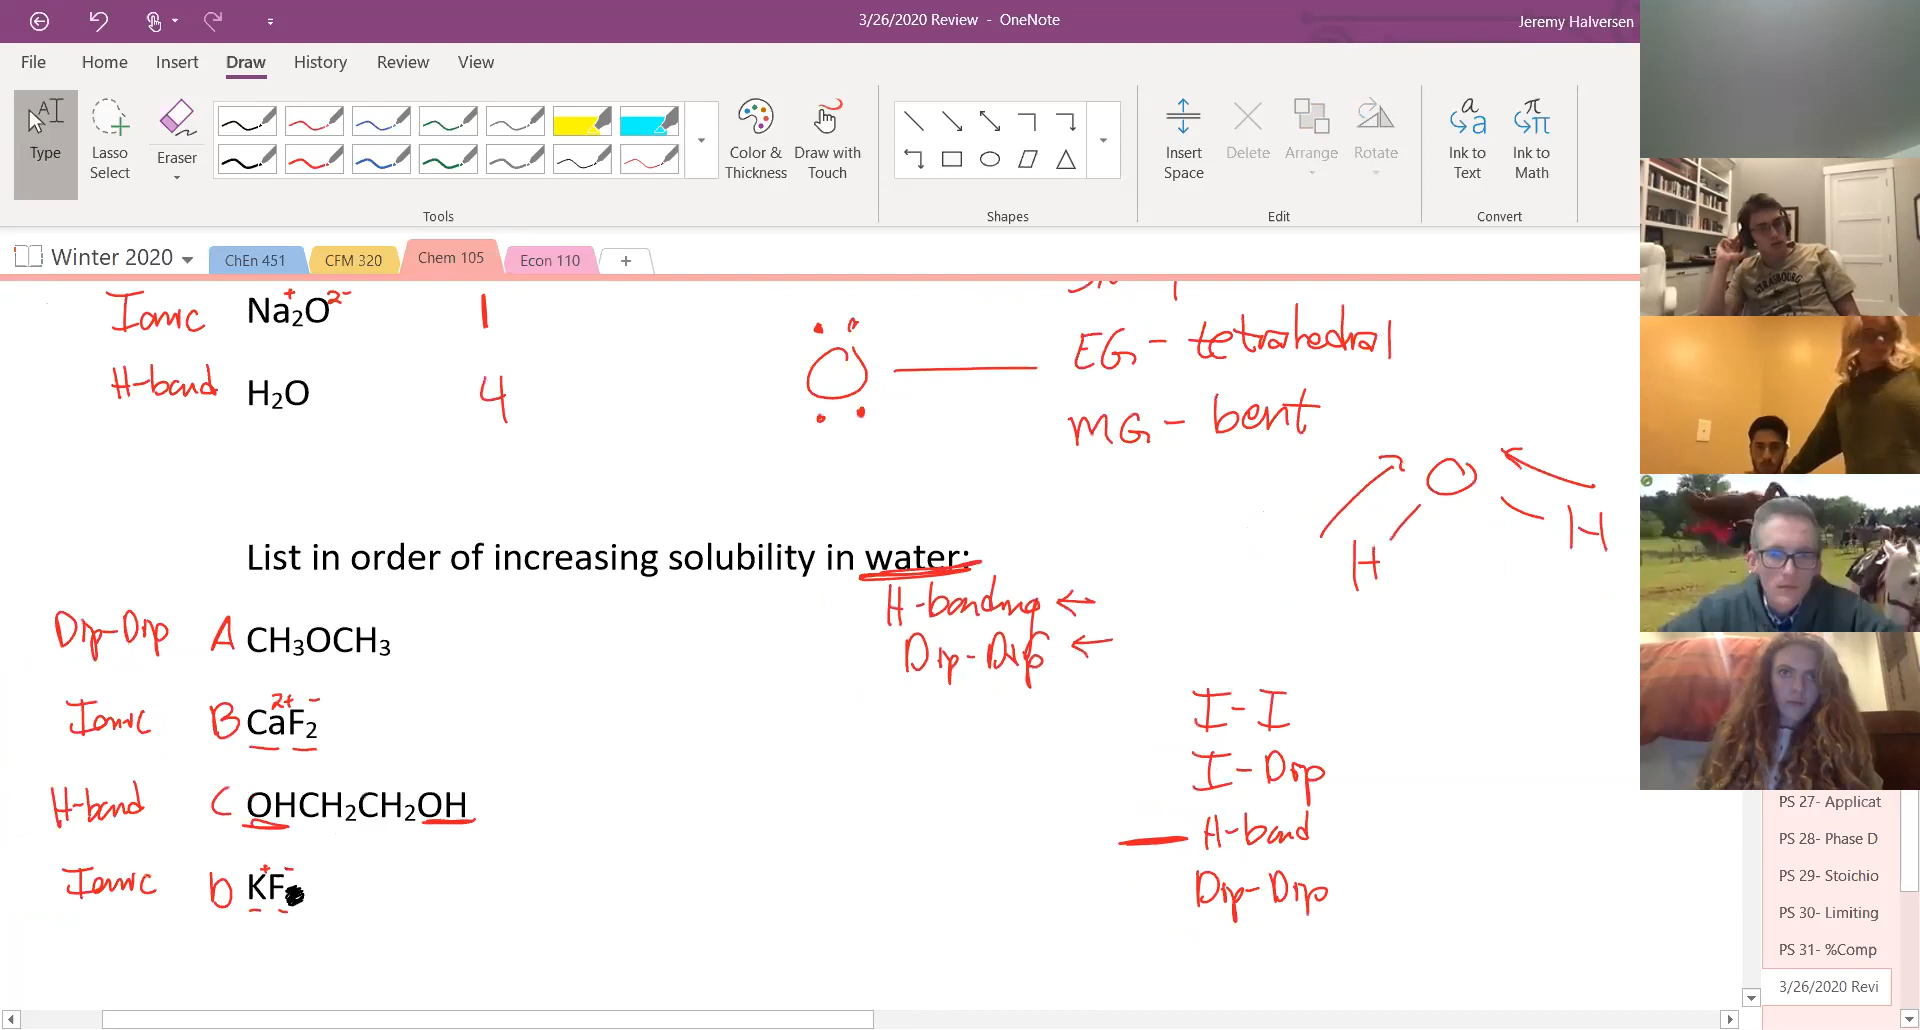 3/26/2020 Review - OneNote
Jeremy Halversen
File Home Insert Draw History Review View
Type
Lasso Select
Eraser
Color & Thickness
Draw with Touch
Insert Space
Delete
Arrange
Rotate
Ink to Text
Ink to Math
Tools
Shapes
Edit
Convert
Winter 2020
ChEn 451
CFM 320
Chem 105
Econ 110
+
Ionic Na₂O + 2- 1
H-bond H₂O 4
O
EG - tetrahedral
MG - bent
O
H H
List in order of increasing solubility in water:
H-bonding ←
Dip-Dip ←
Dip-Dip A CH₃OCH₃
Ionic B CaF₂ 2+ -
H-bond C OHCH₂CH₂OH
Ionic D KF + -
I - I
I - Dip
H-bond
Dip-Dip
STRASBOURG
PS 27- Applicat
PS 28- Phase D
PS 29- Stoichio
PS 30- Limiting
PS 31- %Comp
3/26/2020 Revi